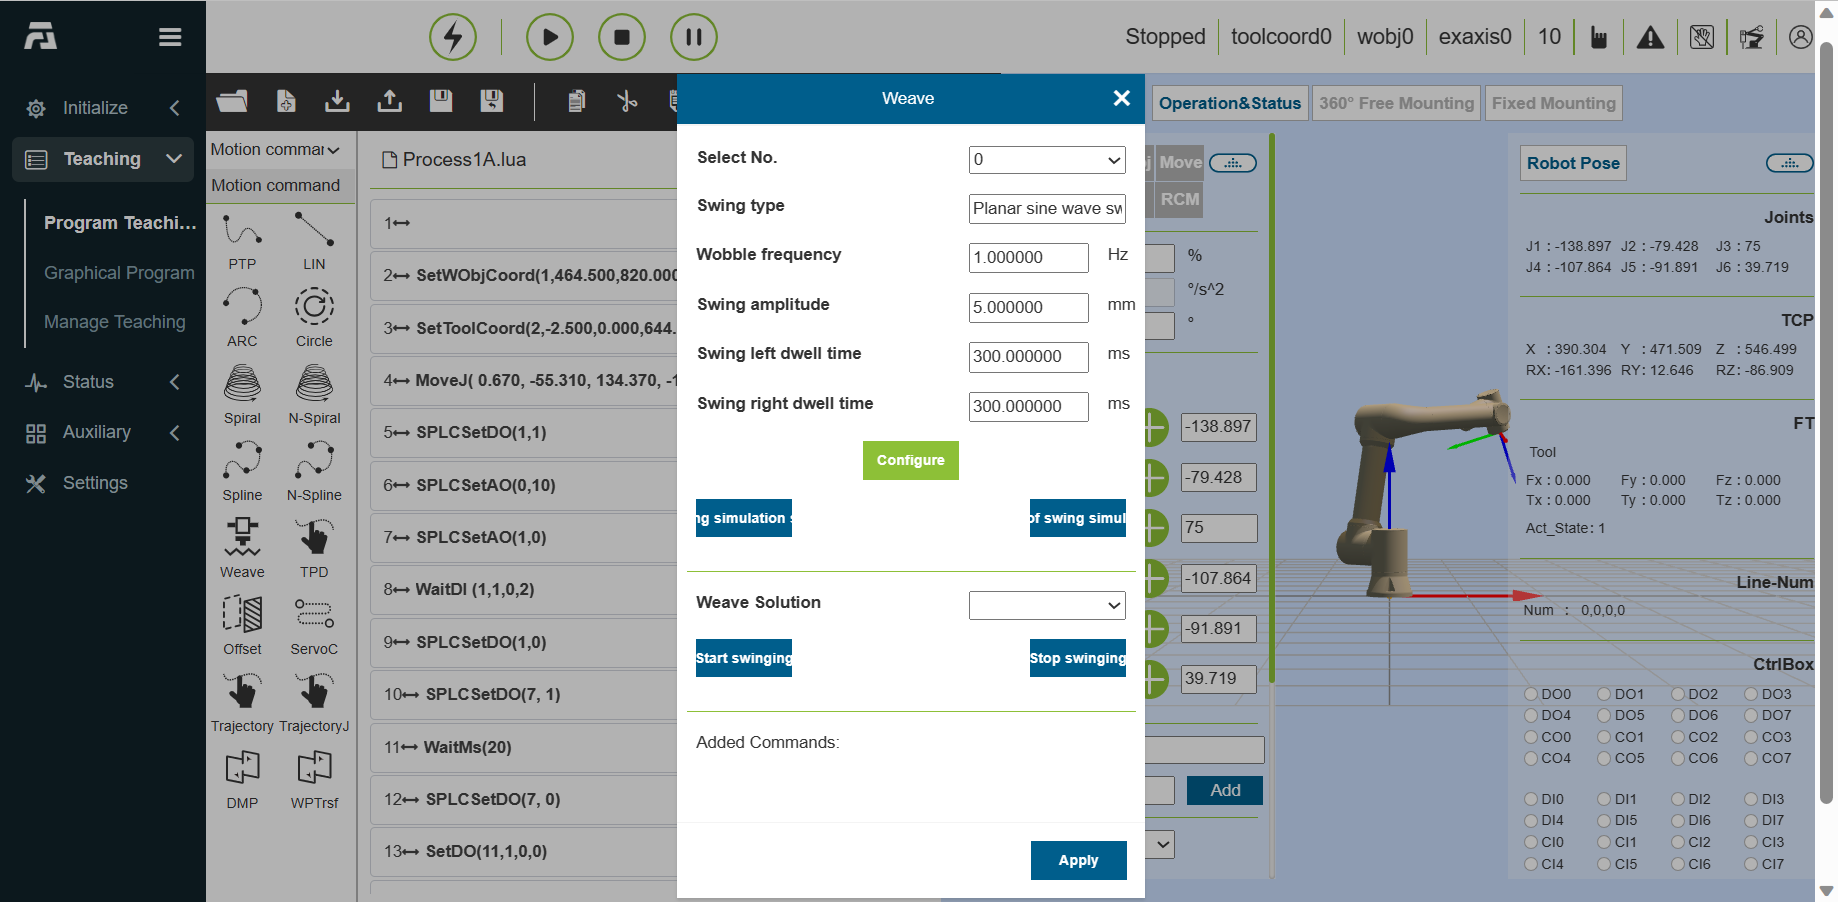 Stopped
toolcoord0
wobj0
exaxis0
10
Initialize
Teaching
Program Teachi...
Graphical Program
Manage Teaching
Status
Auxiliary
Settings
Motion commar
Motion command
PTP
LIN
ARC
Circle
Spiral
N-Spiral
Spline
N-Spline
Weave
TPD
Offset
ServoC
Trajectory
TrajectoryJ
DMP
WPTrsf
Process1A.lua
1
2 SetWObjCoord(1,464.500,820.000
3 SetToolCoord(2,-2.500,0.000,644.
4 MoveJ( 0.670, -55.310, 134.370, -1
5 SPLCSetDO(1,1)
6 SPLCSetAO(0,10)
7 SPLCSetAO(1,0)
8 WaitDI (1,1,0,2)
9 SPLCSetDO(1,0)
10 SPLCSetDO(7, 1)
11 WaitMs(20)
12 SPLCSetDO(7, 0)
13 SetDO(11,1,0,0)
Weave
Select No.
0
Swing type
Planar sine wave sw
Wobble frequency
1.000000
Hz
Swing amplitude
5.000000
mm
Swing left dwell time
300.000000
ms
Swing right dwell time
300.000000
ms
Configure
ng simulation s
of swing simul
Weave Solution
Start swinging
Stop swinging
Added Commands:
Apply
Operation&Status
360° Free Mounting
Fixed Mounting
j
Move
RCM
%
°/s^2
°
-138.897
-79.428
75
-107.864
-91.891
39.719
Add
Robot Pose
Joints
J1 : -138.897 J2 : -79.428 J3 : 75
J4 : -107.864 J5 : -91.891 J6 : 39.719
TCP
X : 390.304 Y : 471.509 Z : 546.499
RX: -161.396 RY: 12.646 RZ: -86.909
FT
Tool
Fx : 0.000 Fy : 0.000 Fz : 0.000
Tx : 0.000 Ty : 0.000 Tz : 0.000
Act_State: 1
Line-Num
Num : 0,0,0,0
CtrlBox
DO0 DO1 DO2 DO3
DO4 DO5 DO6 DO7
CO0 CO1 CO2 CO3
CO4 CO5 CO6 CO7
DI0 DI1 DI2 DI3
DI4 DI5 DI6 DI7
CI0 CI1 CI2 CI3
CI4 CI5 CI6 CI7